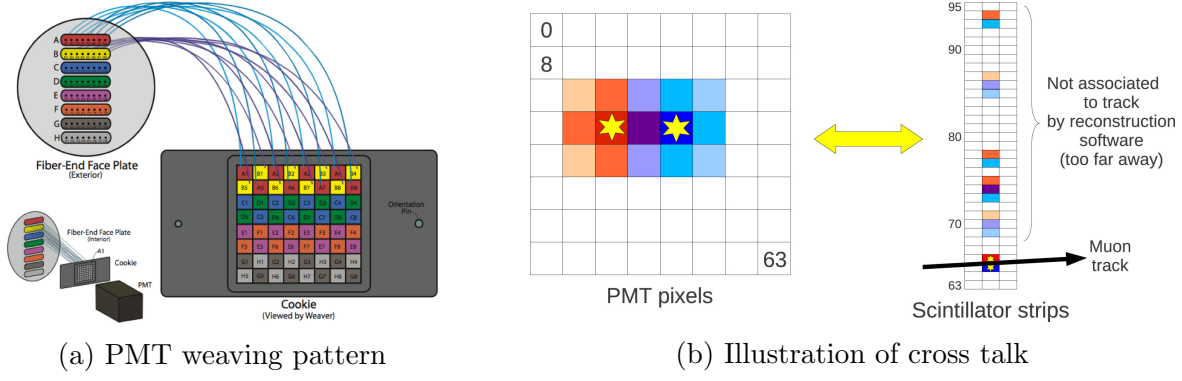 A
B
C
D
E
F
G
H
Fiber-End Face Plate
(Exterior)
A1 B1 A2 B2 A3 B3 A4 B4
B5 A5 B6 A6 B7 A7 B8 A8
C1 D1 C2 D2 C3 D3 C4 D4
D5 C5 D6 C6 D7 C7 D8 C8
E1 F1 E2 F2 E3 F3 E4 F4
F5 E5 F6 E6 F7 E7 F8 E8
G1 H1 G2 H2 G3 H3 G4 H4
H5 G5 H6 G6 H7 G7 H8 G8
Orientation
Pin
Fiber-End Face Plate
(Interior)
A1
Cookie
PMT
Cookie
(Viewed by Weaver)
(a) PMT weaving pattern
0
8
63
PMT pixels
95
90
80
70
63
Not associated
to track
by reconstruction
software
(too far away)
Muon
track
Scintillator strips
(b) Illustration of cross talk